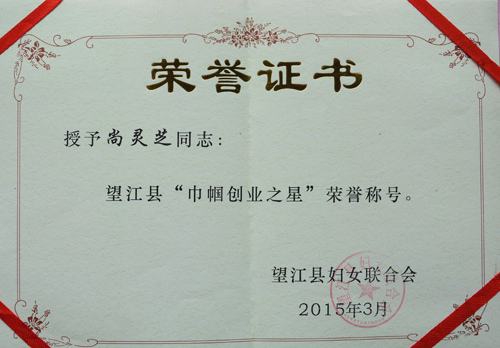 荣誉证书
授予尚灵芝同志：
望江县“巾帼创业之星”荣誉称号。
望江县妇女联合会
2015年3月